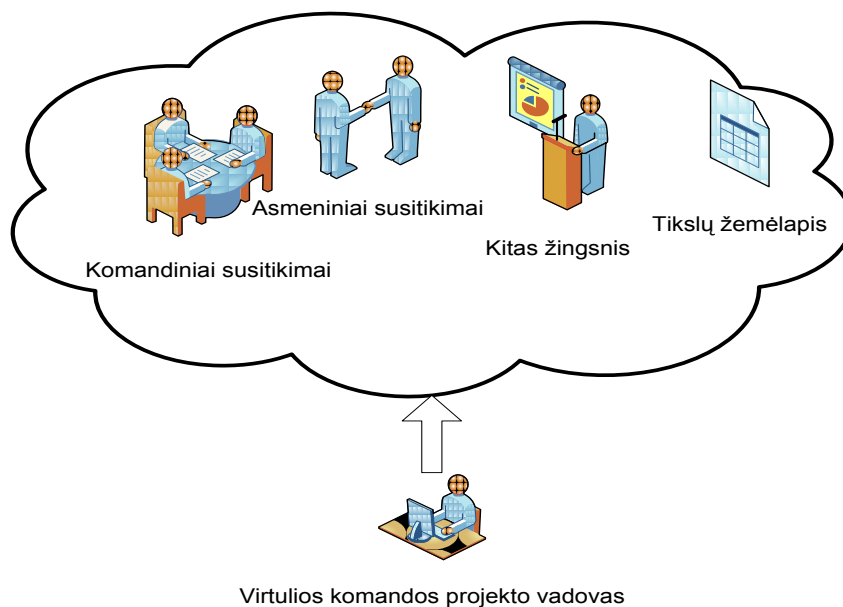 Asmeniniai susitikimai
Tikslų žemėlapis
Kitas žingsnis
Komandiniai susitikimai
Virtulios komandos projekto vadovas